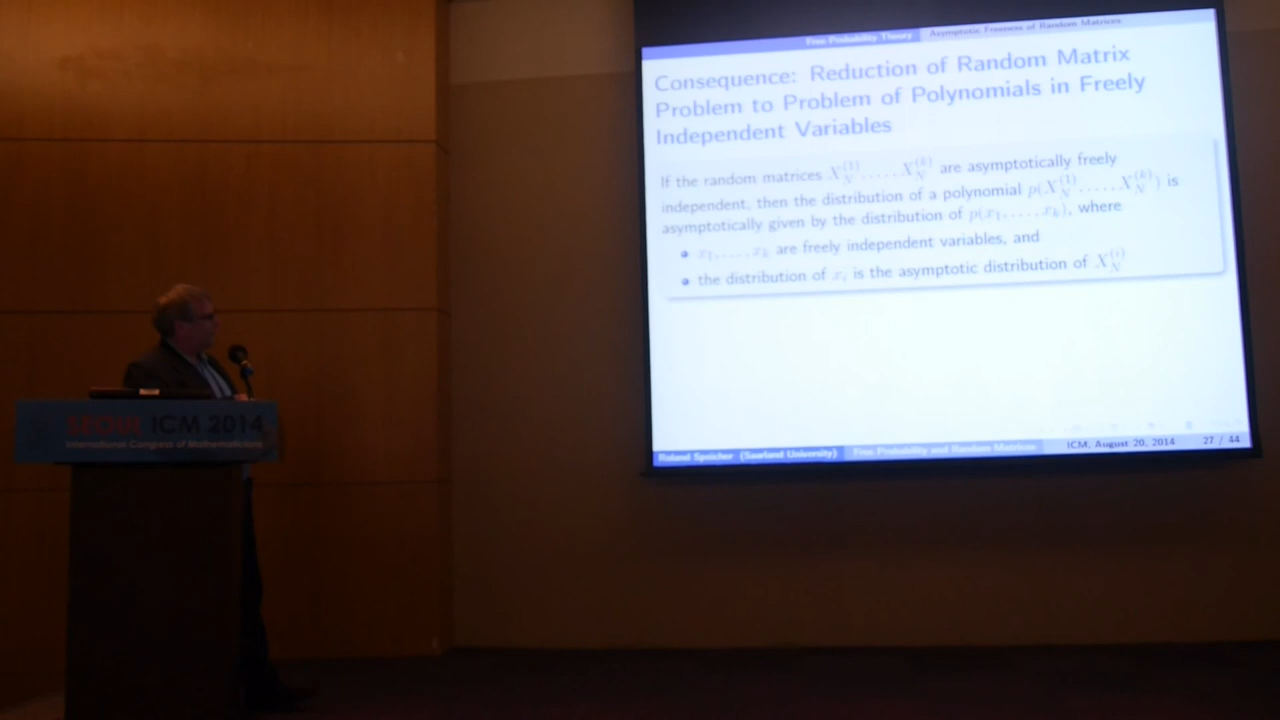 Free Probability Theory Asymptotic Freeness of Random Matrices
Consequence: Reduction of Random Matrix
Problem to Problem of Polynomials in Freely
Independent Variables
If the random matrices X_N^{(1)}, ..., X_N^{(k)} are asymptotically freely
independent, then the distribution of a polynomial p(X_N^{(1)}, ..., X_N^{(k)}) is
asymptotically given by the distribution of p(x_1, ..., x_k), where
• x_1, ..., x_k are freely independent variables, and
• the distribution of x_i is the asymptotic distribution of X_N^{(i)}
Roland Speicher (Saarland University) Free Probability and Random Matrices ICM, August 20, 2014 27 / 44
SEOUL ICM 2014
International Congress of Mathematicians